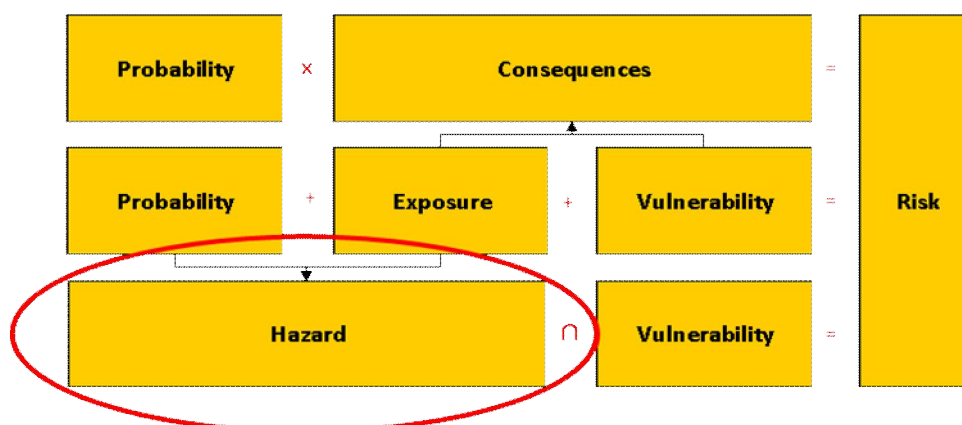 Probability × Consequences =
Probability + Exposure + Vulnerability = Risk
Hazard ∩ Vulnerability =